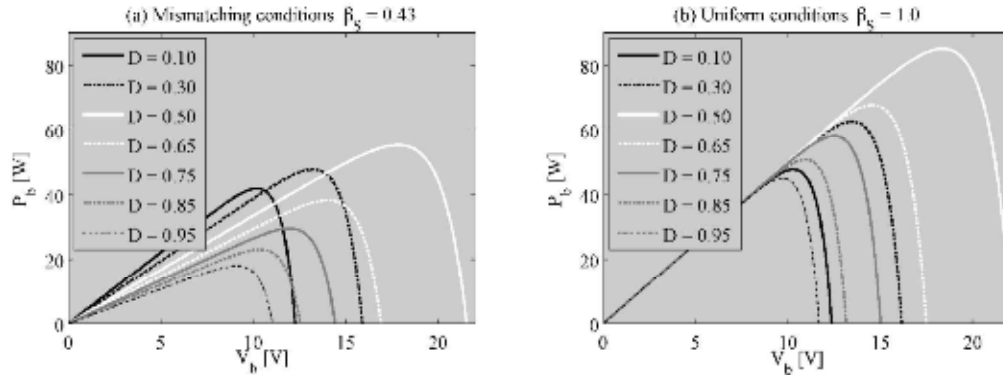 (a) Mismatching conditions β_S = 0.43
80
60
40
20
0
P_b [W]
D = 0.10
D = 0.30
D = 0.50
D = 0.65
D = 0.75
D = 0.85
D = 0.95
0 5 10 15 20
V_b [V]
(b) Uniform conditions β_S = 1.0
80
60
40
20
0
P_b [W]
D = 0.10
D = 0.30
D = 0.50
D = 0.65
D = 0.75
D = 0.85
D = 0.95
0 5 10 15 20
V_b [V]